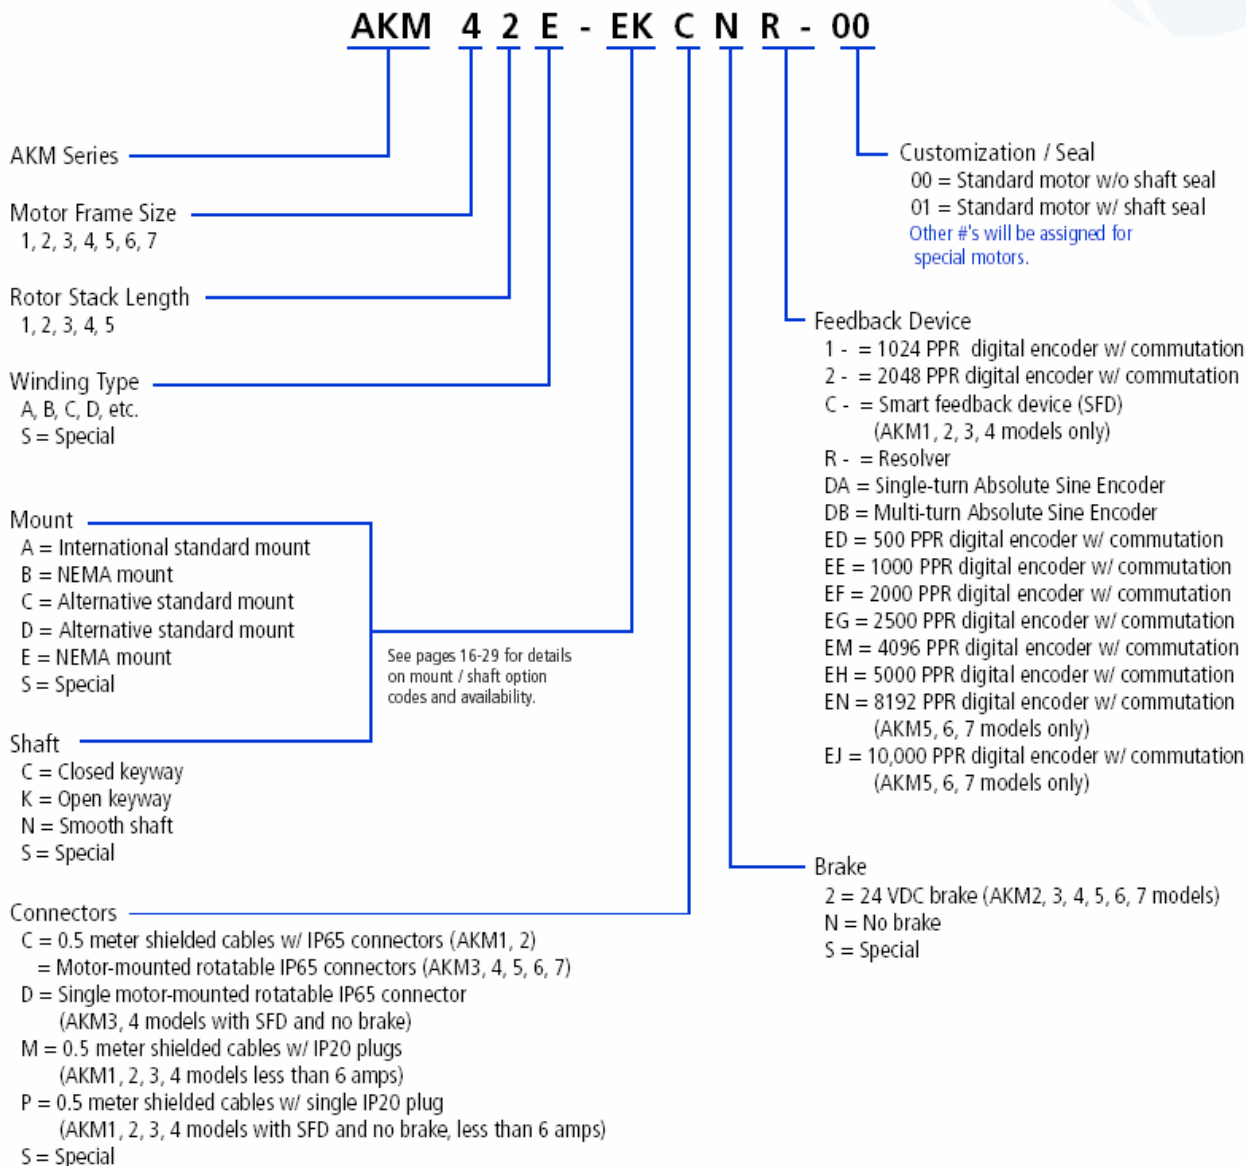 AKM 4 2 E - EK C N R - 00
AKM Series
Motor Frame Size
1, 2, 3, 4, 5, 6, 7
Rotor Stack Length
1, 2, 3, 4, 5
Winding Type
A, B, C, D, etc.
S = Special
Mount
A = International standard mount
B = NEMA mount
C = Alternative standard mount
D = Alternative standard mount
E = NEMA mount
S = Special
See pages 16-29 for details
on mount / shaft option
codes and availability.
Shaft
C = Closed keyway
K = Open keyway
N = Smooth shaft
S = Special
Connectors
C = 0.5 meter shielded cables w/ IP65 connectors (AKM1, 2)
= Motor-mounted rotatable IP65 connectors (AKM3, 4, 5, 6, 7)
D = Single motor-mounted rotatable IP65 connector
(AKM3, 4 models with SFD and no brake)
M = 0.5 meter shielded cables w/ IP20 plugs
(AKM1, 2, 3, 4 models less than 6 amps)
P = 0.5 meter shielded cables w/ single IP20 plug
(AKM1, 2, 3, 4 models with SFD and no brake, less than 6 amps)
S = Special
Customization / Seal
00 = Standard motor w/o shaft seal
01 = Standard motor w/ shaft seal
Other #'s will be assigned for
special motors.
Feedback Device
1 - = 1024 PPR digital encoder w/ commutation
2 - = 2048 PPR digital encoder w/ commutation
C - = Smart feedback device (SFD)
(AKM1, 2, 3, 4 models only)
R - = Resolver
DA = Single-turn Absolute Sine Encoder
DB = Multi-turn Absolute Sine Encoder
ED = 500 PPR digital encoder w/ commutation
EE = 1000 PPR digital encoder w/ commutation
EF = 2000 PPR digital encoder w/ commutation
EG = 2500 PPR digital encoder w/ commutation
EM = 4096 PPR digital encoder w/ commutation
EH = 5000 PPR digital encoder w/ commutation
EN = 8192 PPR digital encoder w/ commutation
(AKM5, 6, 7 models only)
EJ = 10,000 PPR digital encoder w/ commutation
(AKM5, 6, 7 models only)
Brake
2 = 24 VDC brake (AKM2, 3, 4, 5, 6, 7 models)
N = No brake
S = Special